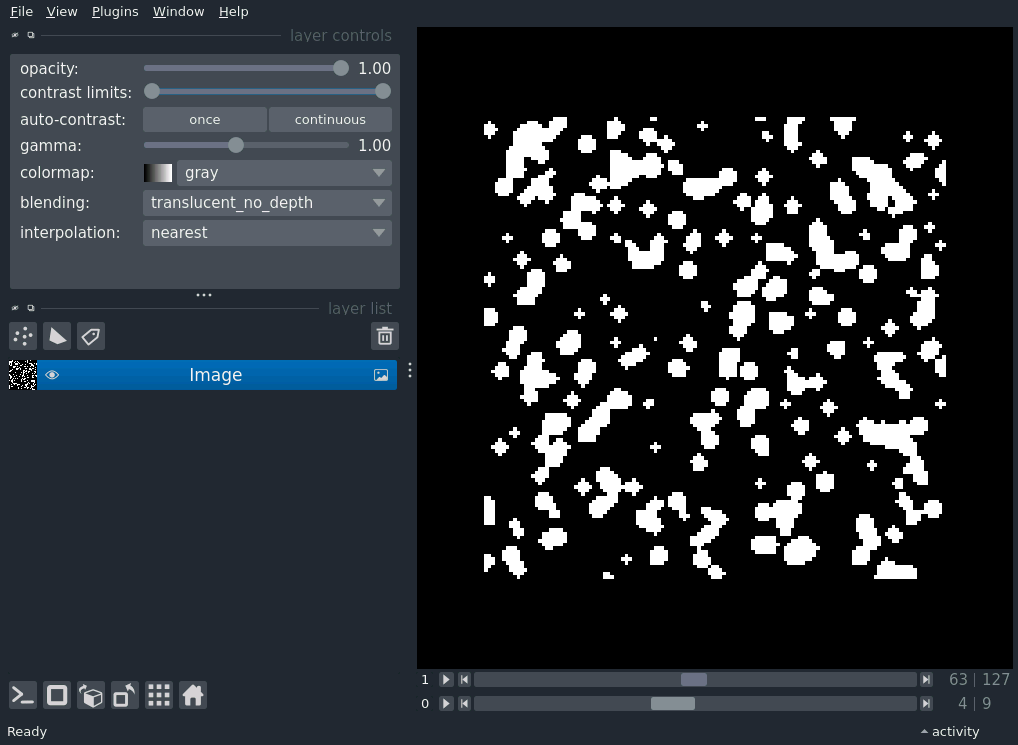 File View Plugins Window Help
layer controls
opacity: 1.00
contrast limits:
auto-contrast: once continuous
gamma: 1.00
colormap: gray
blending: translucent_no_depth
interpolation: nearest
layer list
Image
1 63 | 127
0 4 | 9
Ready activity